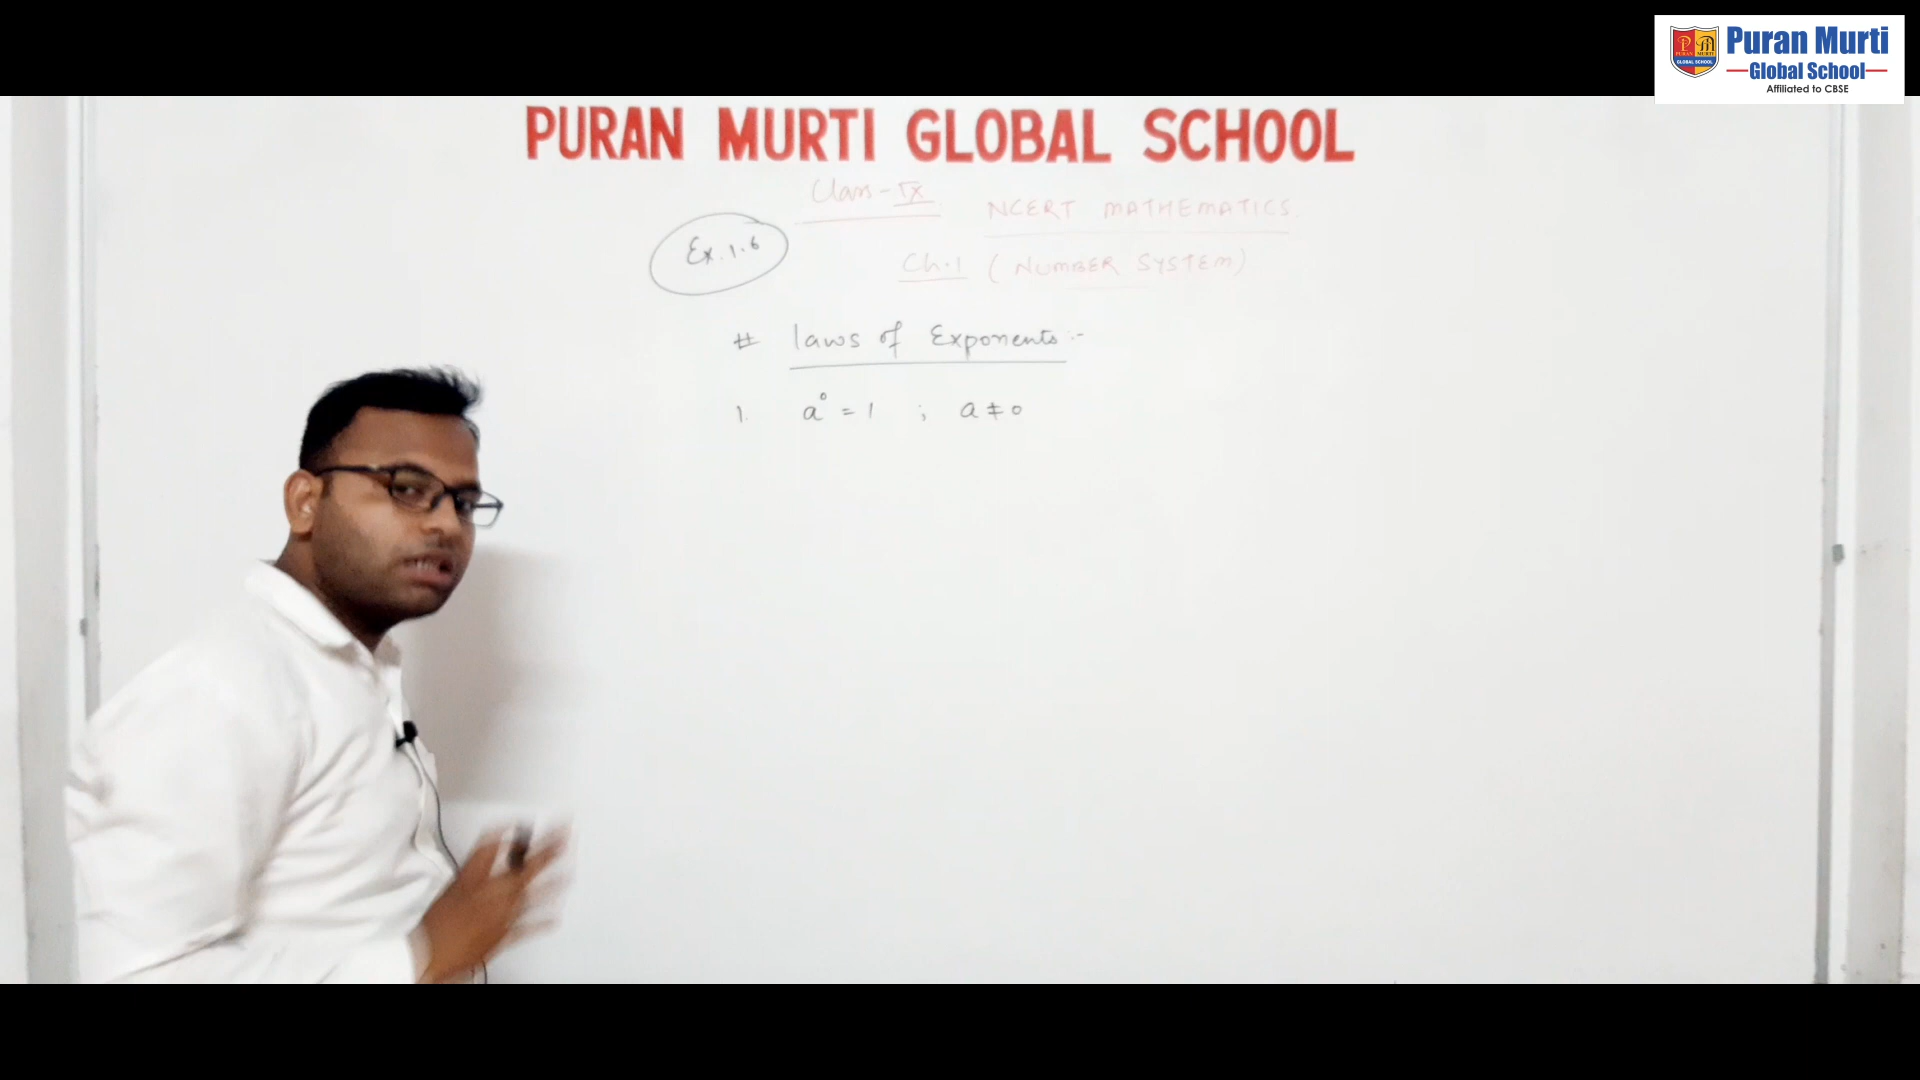 Puran Murti
Global School
Affiliated to CBSE
PURAN MURTI GLOBAL SCHOOL
Class-IX
NCERT MATHEMATICS
Ex. 1.6
Ch.1 (NUMBER SYSTEM)
# laws of Exponents:-
1. a⁰ = 1 ; a ≠ 0